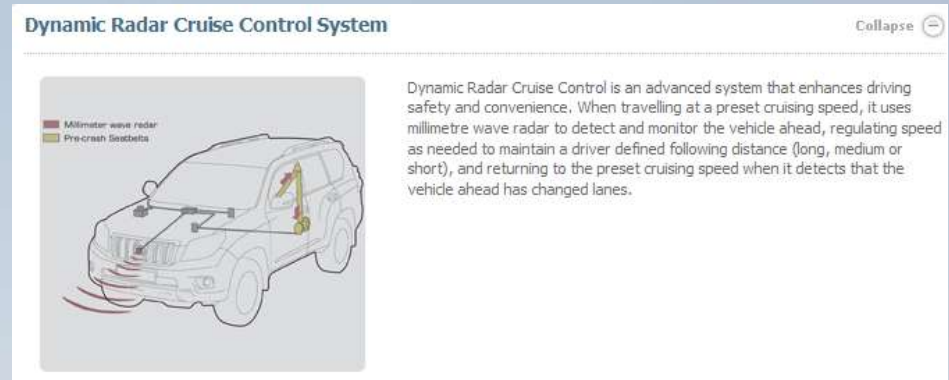 Dynamic Radar Cruise Control System
Collapse
Millimeter wave radar
Pre-crash Seatbelts
Dynamic Radar Cruise Control is an advanced system that enhances driving
safety and convenience. When travelling at a preset cruising speed, it uses
millimetre wave radar to detect and monitor the vehicle ahead, regulating speed
as needed to maintain a driver defined following distance (long, medium or
short), and returning to the preset cruising speed when it detects that the
vehicle ahead has changed lanes.